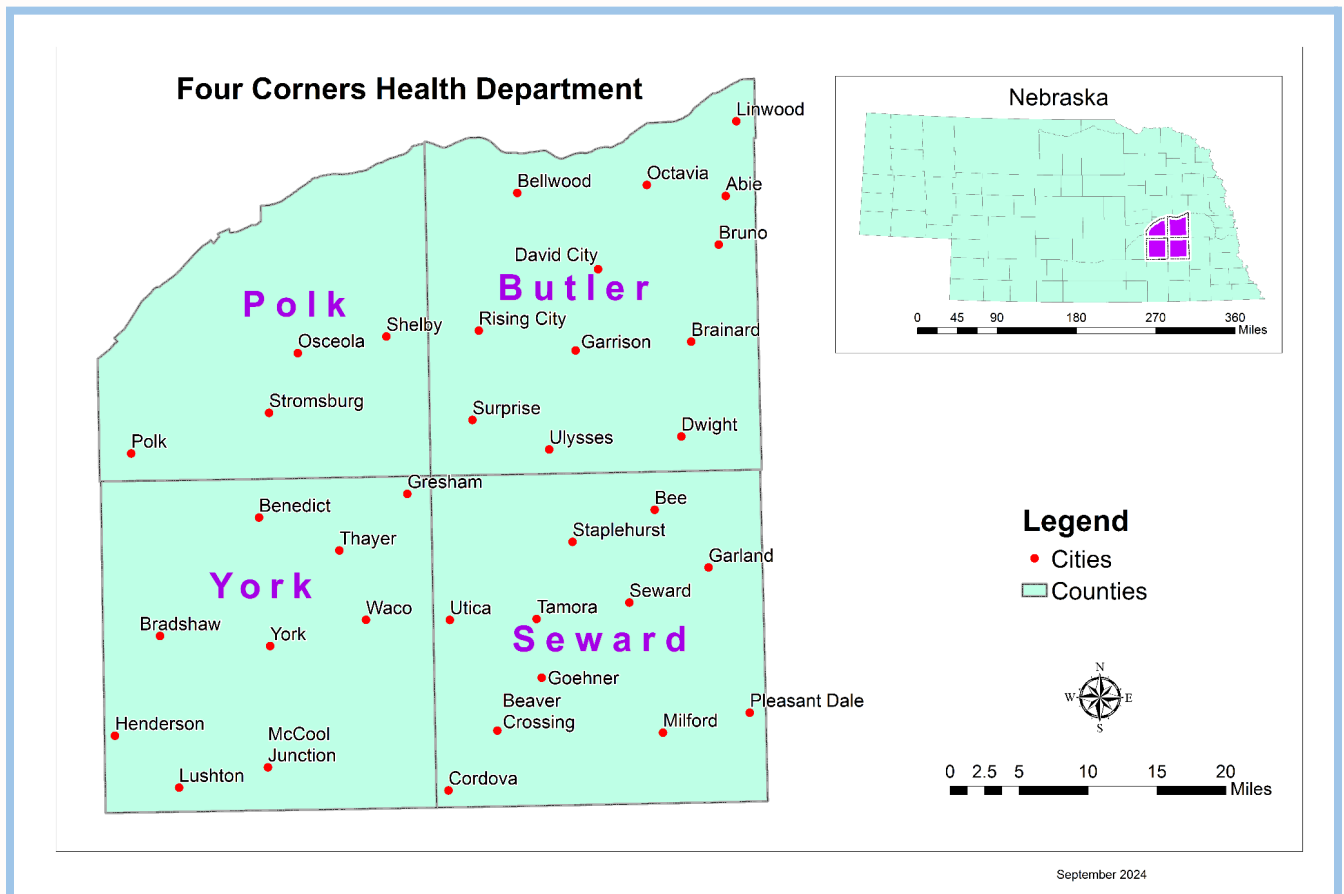 Four Corners Health Department
Linwood
Bellwood
Octavia
Abie
Bruno
David City
Butler
Polk
Rising City
Shelby
Osceola
Garrison
Brainard
Stromsburg
Surprise
Ulysses
Dwight
Polk
Gresham
Benedict
Thayer
Bee
Staplehurst
Garland
York
Seward
Waco
Utica
Tamora
Bradshaw
York
Seward
Goehner
Beaver
Crossing
Pleasant Dale
Milford
Henderson
McCool
Junction
Lushton
Cordova
Nebraska
0 45 90 180 270 360
Miles
Legend
Cities
Counties
N
W E
S
0 2.5 5 10 15 20
Miles
September 2024